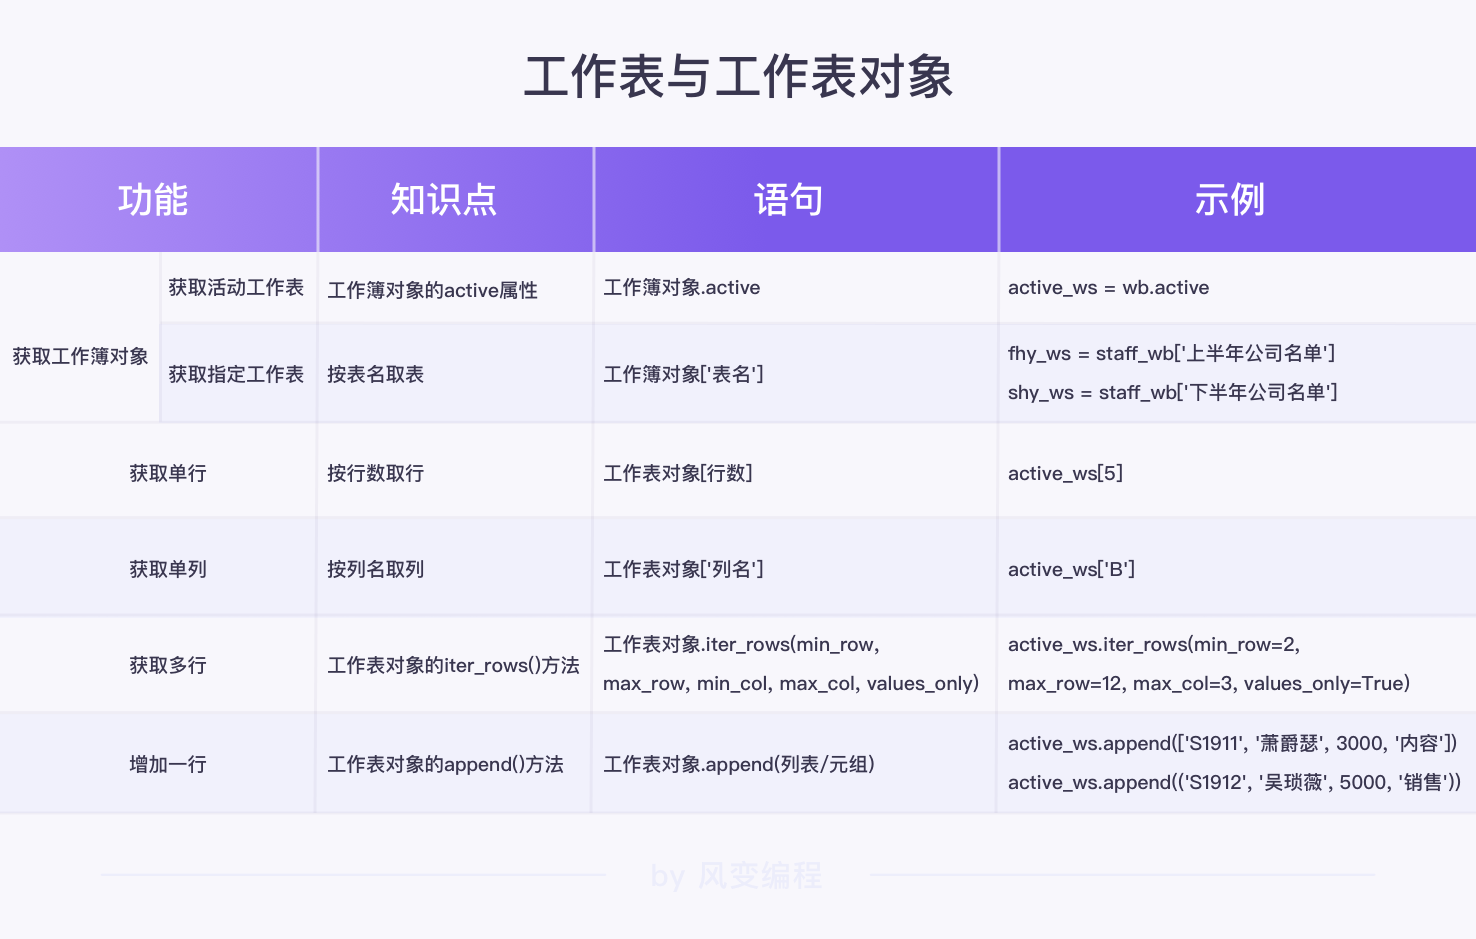 工作表与工作表对象
功能 知识点 语句 示例
获取工作簿对象
获取活动工作表 工作簿对象的active属性 工作簿对象.active active_ws = wb.active
获取指定工作表 按表名取表 工作簿对象['表名'] fhy_ws = staff_wb['上半年公司名单']
shy_ws = staff_wb['下半年公司名单']
获取单行 按行数取行 工作表对象[行数] active_ws[5]
获取单列 按列名取列 工作表对象['列名'] active_ws['B']
获取多行 工作表对象的iter_rows()方法 工作表对象.iter_rows(min_row,
max_row, min_col, max_col, values_only) active_ws.iter_rows(min_row=2,
max_row=12, max_col=3, values_only=True)
增加一行 工作表对象的append()方法 工作表对象.append(列表/元组) active_ws.append(['S1911', '萧爵瑟', 3000, '内容'])
active_ws.append(('S1912', '吴琐薇', 5000, '销售'))
by 风变编程